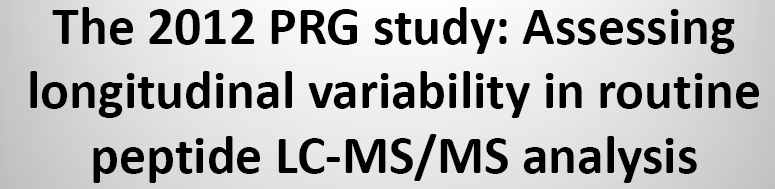 The 2012 PRG study: Assessing
longitudinal variability in routine
peptide LC-MS/MS analysis